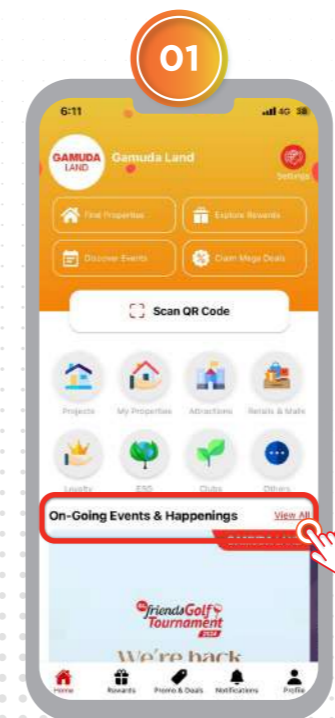 01
6:11
4G 38
GAMUDA
LAND
Gamuda Land
Settings
Find Properties
Explore Rewards
Discover Events
Claim Mega Deals
Scan QR Code
Projects
My Properties
Attractions
Retails & Malls
Loyalty
ESG
Clubs
Others
On-Going Events & Happenings
View All
friendsGolf
Tournament
2024
We're back
Home
Rewards
Promo & Deals
Notifications
Profile